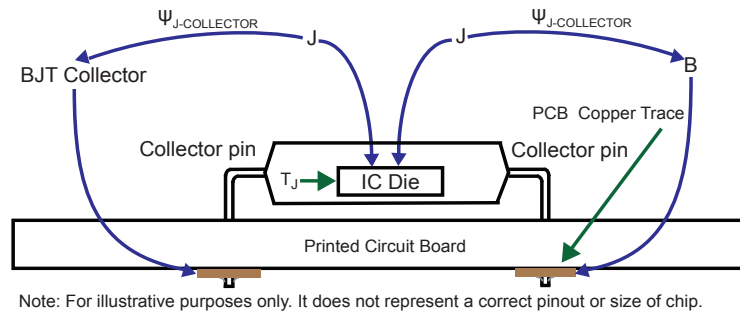 ΨJ-COLLECTOR
ΨJ-COLLECTOR
J
J
BJT Collector
B
PCB Copper Trace
Collector pin
Collector pin
TJ
IC Die
Printed Circuit Board
Note: For illustrative purposes only. It does not represent a correct pinout or size of chip.